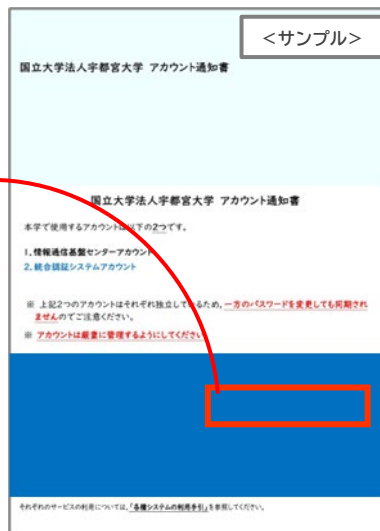 <サンプル>
国立大学法人宇都宮大学 アカウント通知書
国立大学法人宇都宮大学 アカウント通知書
本学で使用するアカウントは以下の2つです。
1.情報通信基盤センターアカウント
2.統合認証システムアカウント
※ 上記2つのアカウントはそれぞれ独立しているため,一方のパスワードを変更しても同期され
ませんのでご注意ください。
※ アカウントは厳重に管理するようにしてください
それぞれのサービスの利用については,「各種システムの利用手引」を参照してください。